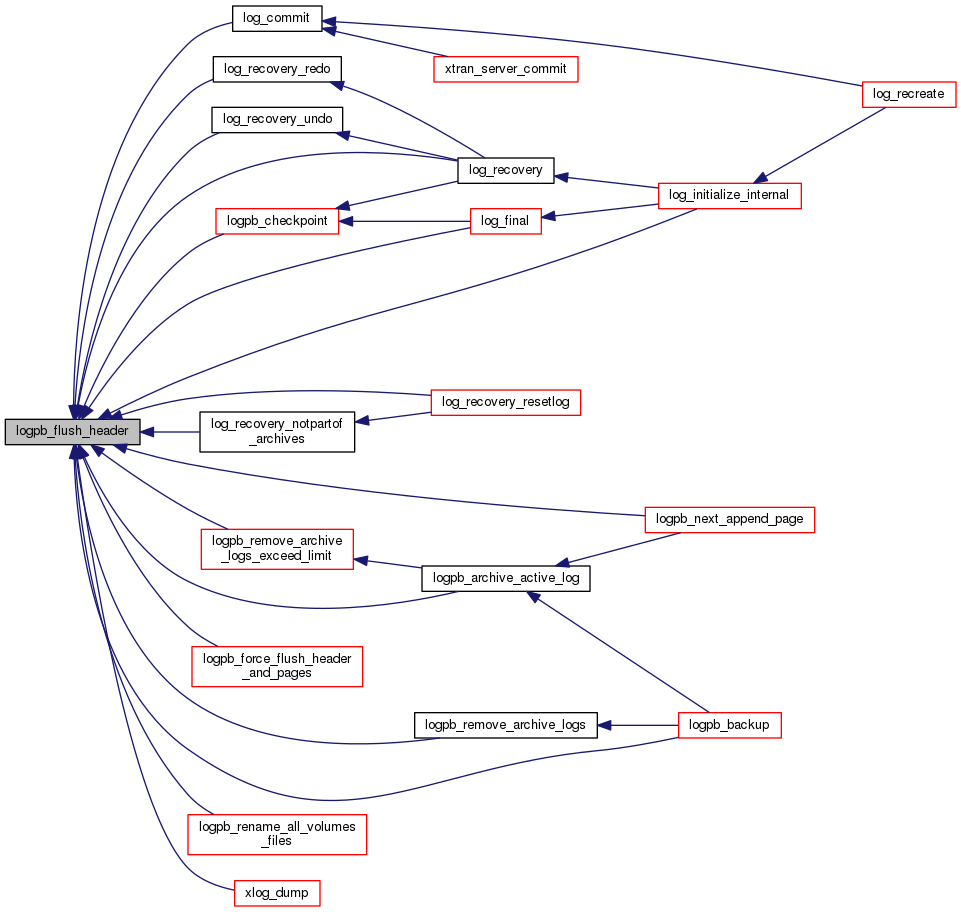 log_commit
xtran_server_commit
log_recovery_redo
log_recreate
log_recovery_undo
log_recovery
log_initialize_internal
logpb_checkpoint
log_final
log_recovery_resetlog
logpb_flush_header
log_recovery_notpartof
_archives
logpb_next_append_page
logpb_remove_archive
_logs_exceed_limit
logpb_archive_active_log
logpb_force_flush_header
_and_pages
logpb_remove_archive_logs
logpb_backup
logpb_rename_all_volumes
_files
xlog_dump